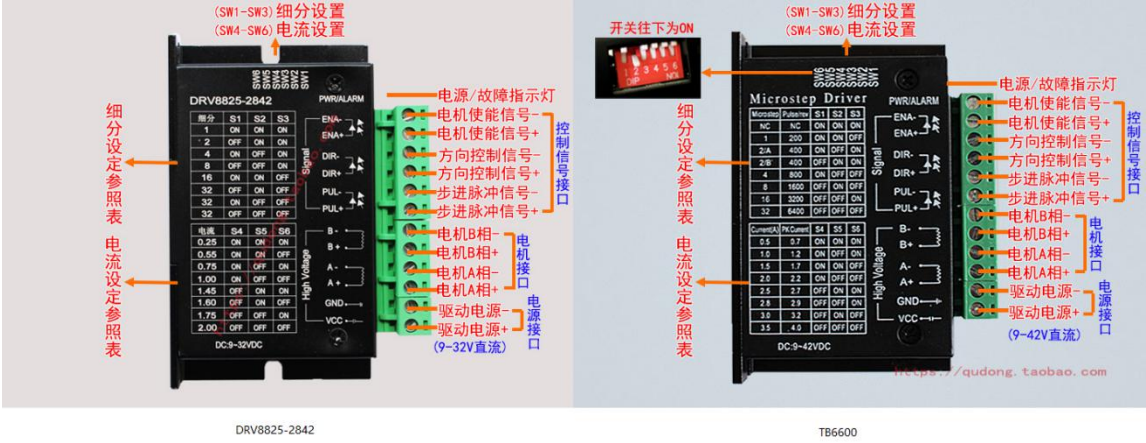 (SW1-SW3)细分设置
(SW4-SW6)电流设置
SW6
SW5
SW4
SW3
SW2
SW1
DRV8825-2842
PWR/ALARM
细分 S1 S2 S3
1 ON ON ON
2 OFF ON ON
4 ON OFF ON
8 OFF OFF ON
16 ON ON OFF
32 OFF ON OFF
32 ON OFF OFF
32 OFF OFF OFF
电流 S4 S5 S6
0.25 ON ON ON
0.55 ON ON
0.75 ON ON
1.00 ON OFF
1.45 OFF ON ON
1.60 OFF ON OFF
1.75 OFF OFF ON
2.00 OFF OFF OFF
DC:9-32VDC
Signal
ENA-
ENA+
DIR-
DIR+
PUL-
PUL+
High Voltage
B -
B +
A -
A +
GND
VCC
细分设定参照表
电流设定参照表
电源/故障指示灯
电机使能信号-
电机使能信号+
方向控制信号-
方向控制信号+
步进脉冲信号-
步进脉冲信号+
电机B相-
电机B相+
电机A相-
电机A相+
驱动电源-
驱动电源+
(9-32V直流)
控制信号接口
电机接口
电源接口
DRV8825-2842
(SW1-SW3)细分设置
(SW4-SW6)电流设置
开关往下为ON
1 2 3 4 5 6
DIP
SW6
SW5
SW4
SW3
SW2
SW1
Microstep Driver
PWR/ALARM
Microstep Pulse/rev S1 S2 S3
NC NC ON ON ON
1 200 ON ON OFF
2/A 400 ON OFF ON
2/B 400 OFF ON ON
4 800 ON OFF OFF
8 1600 OFF ON OFF
16 3200 OFF OFF ON
32 6400 OFF OFF OFF
Current(A) PK Current S4 S5 S6
0.5 0.7 ON ON ON
1.0 1.2 ON OFF ON
1.5 1.7 ON ON OFF
2.0 2.2 ON OFF OFF
2.5 2.7 OFF ON ON
2.8 2.9 OFF OFF ON
3.0 3.2 OFF ON OFF
3.5 4.0 OFF OFF OFF
DC:9-42VDC
Signal
ENA-
ENA+
DIR-
DIR+
PUL-
PUL+
High Voltage
B -
B +
A -
A +
GND
VCC
细分设定参照表
电流设定参照表
电源/故障指示灯
电机使能信号-
电机使能信号+
方向控制信号-
方向控制信号+
步进脉冲信号-
步进脉冲信号+
电机B相-
电机B相+
电机A相-
电机A相+
驱动电源-
驱动电源+
(9-42V直流)
控制信号接口
电机接口
电源接口
https://qudong.taobao.com
TB6600